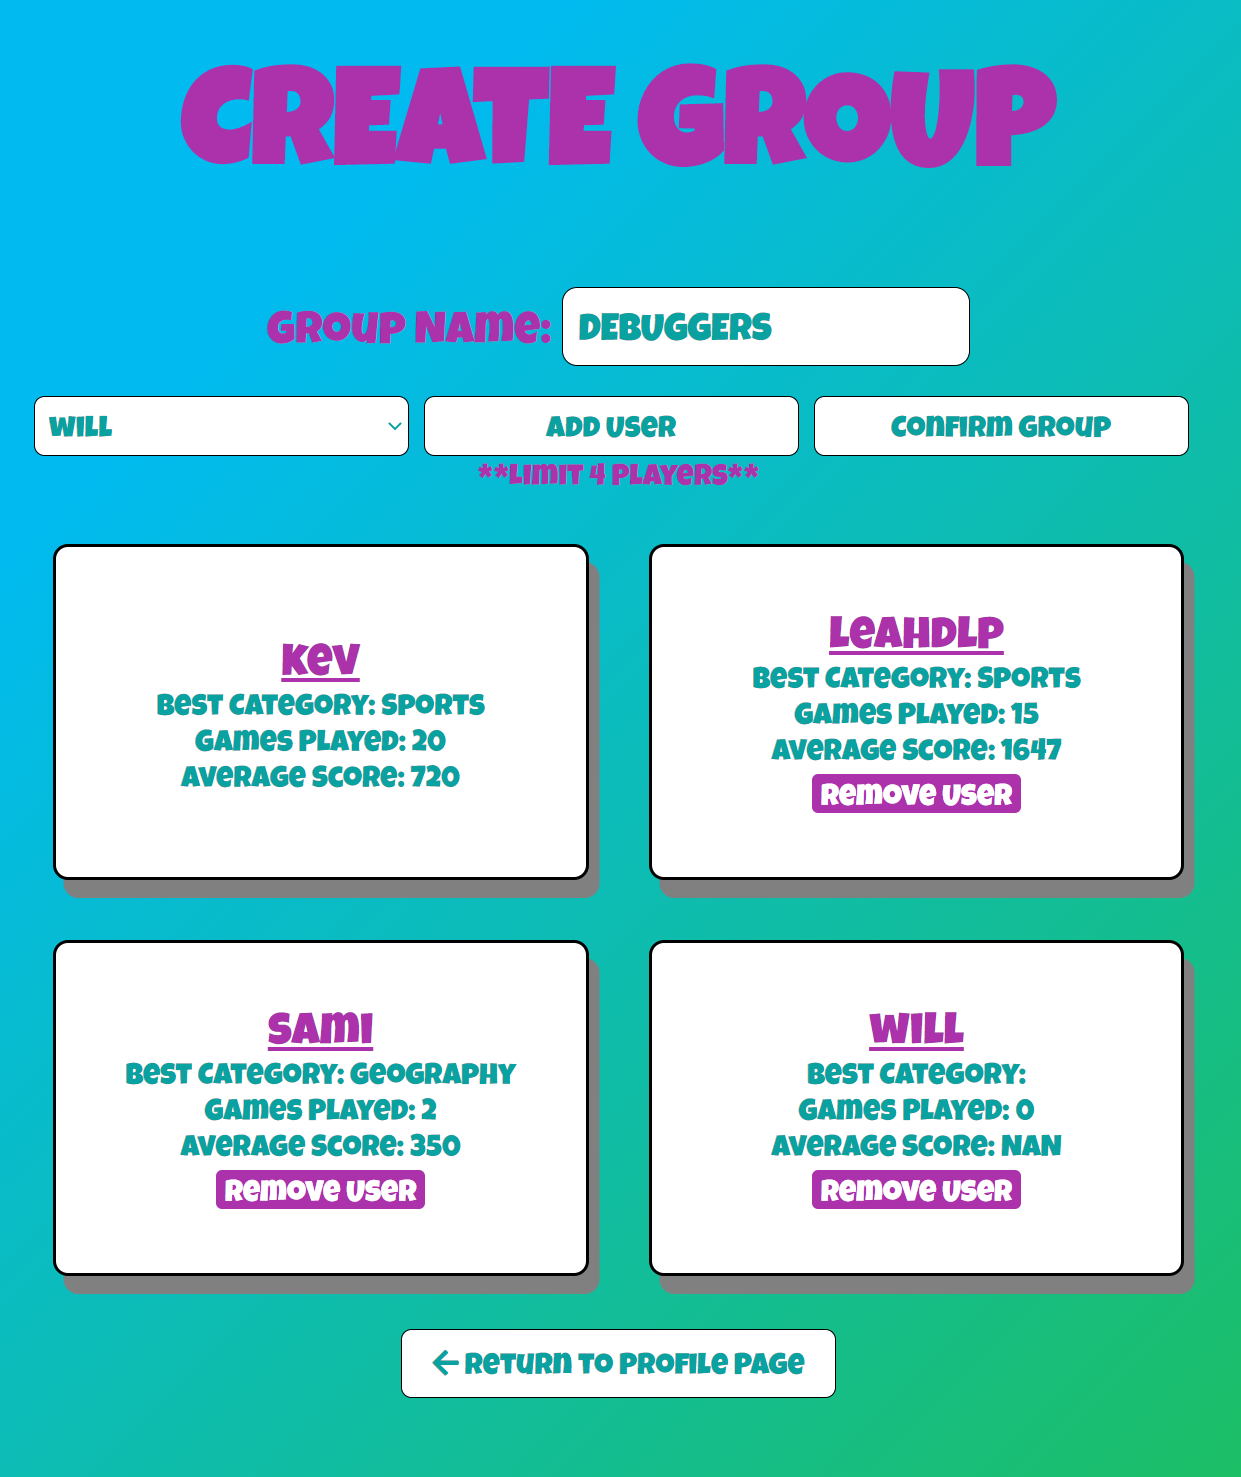 CREATE GROUP
GROUP NAME: DEBUGGERS
WILL ADD USER CONFIRM GROUP
**LIMIT 4 PLAYERS**
KEV
BEST CATEGORY: SPORTS
GAMES PLAYED: 20
AVERAGE SCORE: 720
LEAHDLP
BEST CATEGORY: SPORTS
GAMES PLAYED: 15
AVERAGE SCORE: 1647
REMOVE USER
SAMI
BEST CATEGORY: GEOGRAPHY
GAMES PLAYED: 2
AVERAGE SCORE: 350
REMOVE USER
WILL
BEST CATEGORY:
GAMES PLAYED: 0
AVERAGE SCORE: NAN
REMOVE USER
← RETURN TO PROFILE PAGE